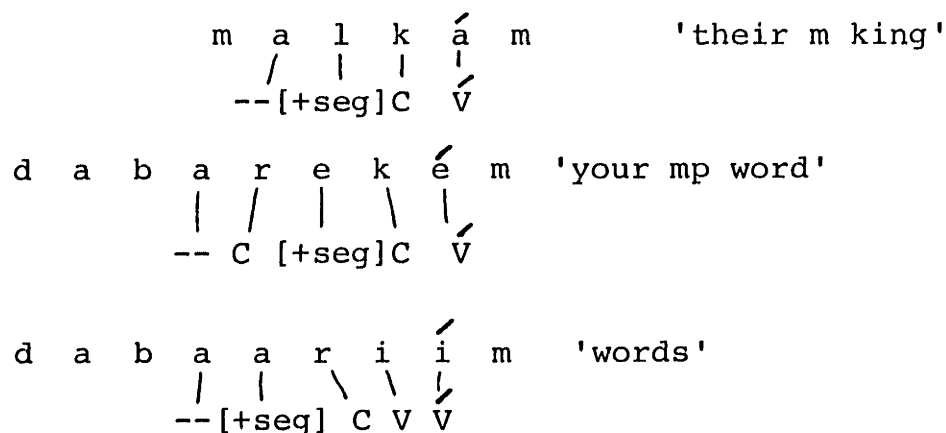 m a l k á m 'their m king'
--[+seg]C V́
d a b a r e k é m 'your mp word'
-- C [+seg]C V́
d a b a a r i í m 'words'
--[+seg] C V V́